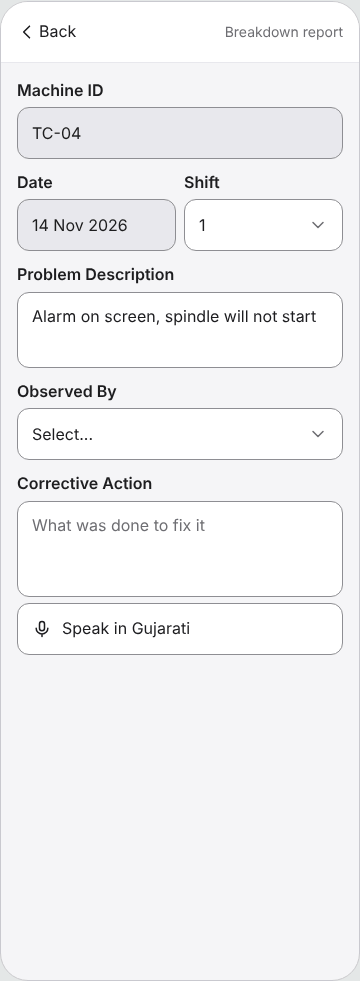 Back
Breakdown report
Machine ID
TC-04
Date
Shift
14 Nov 2026
1
Problem Description
Alarm on screen, spindle will not start
Observed By
Select...
Corrective Action
What was done to fix it
Speak in Gujarati